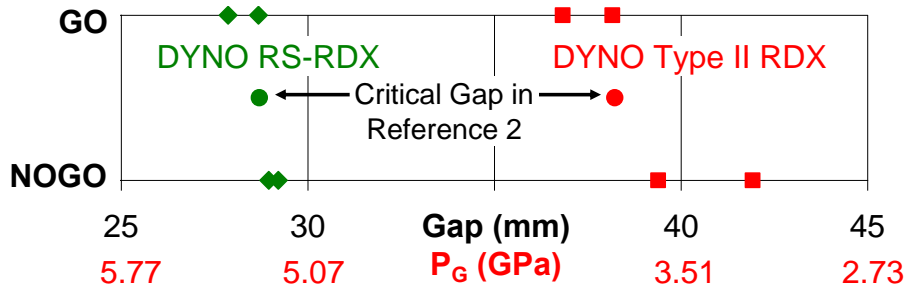 GO
DYNO RS-RDX DYNO Type II RDX
Critical Gap in
Reference 2
NOGO
25 30 Gap (mm) 40 45
5.77 5.07 P_G (GPa) 3.51 2.73